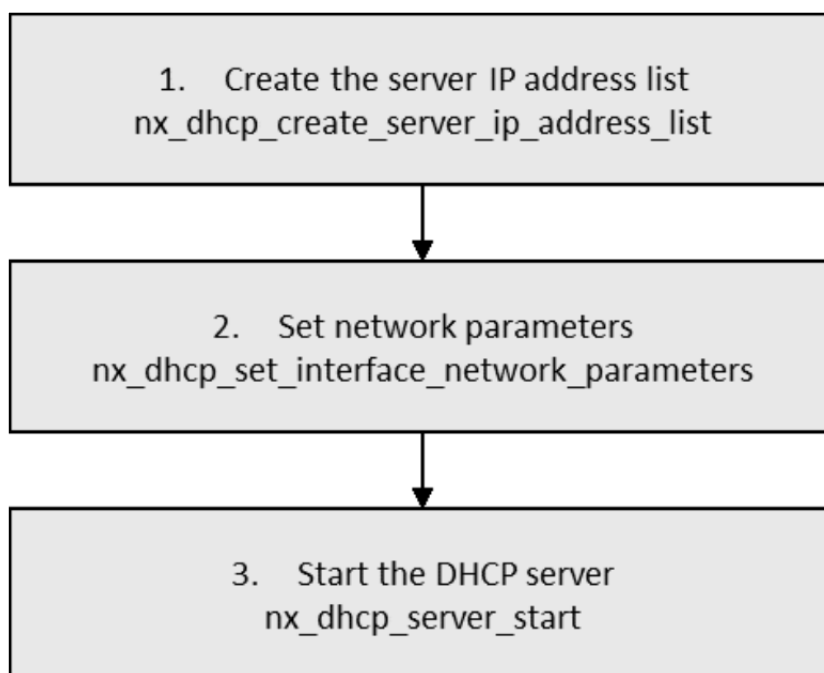 1. Create the server IP address list
nx_dhcp_create_server_ip_address_list
2. Set network parameters
nx_dhcp_set_interface_network_parameters
3. Start the DHCP server
nx_dhcp_server_start